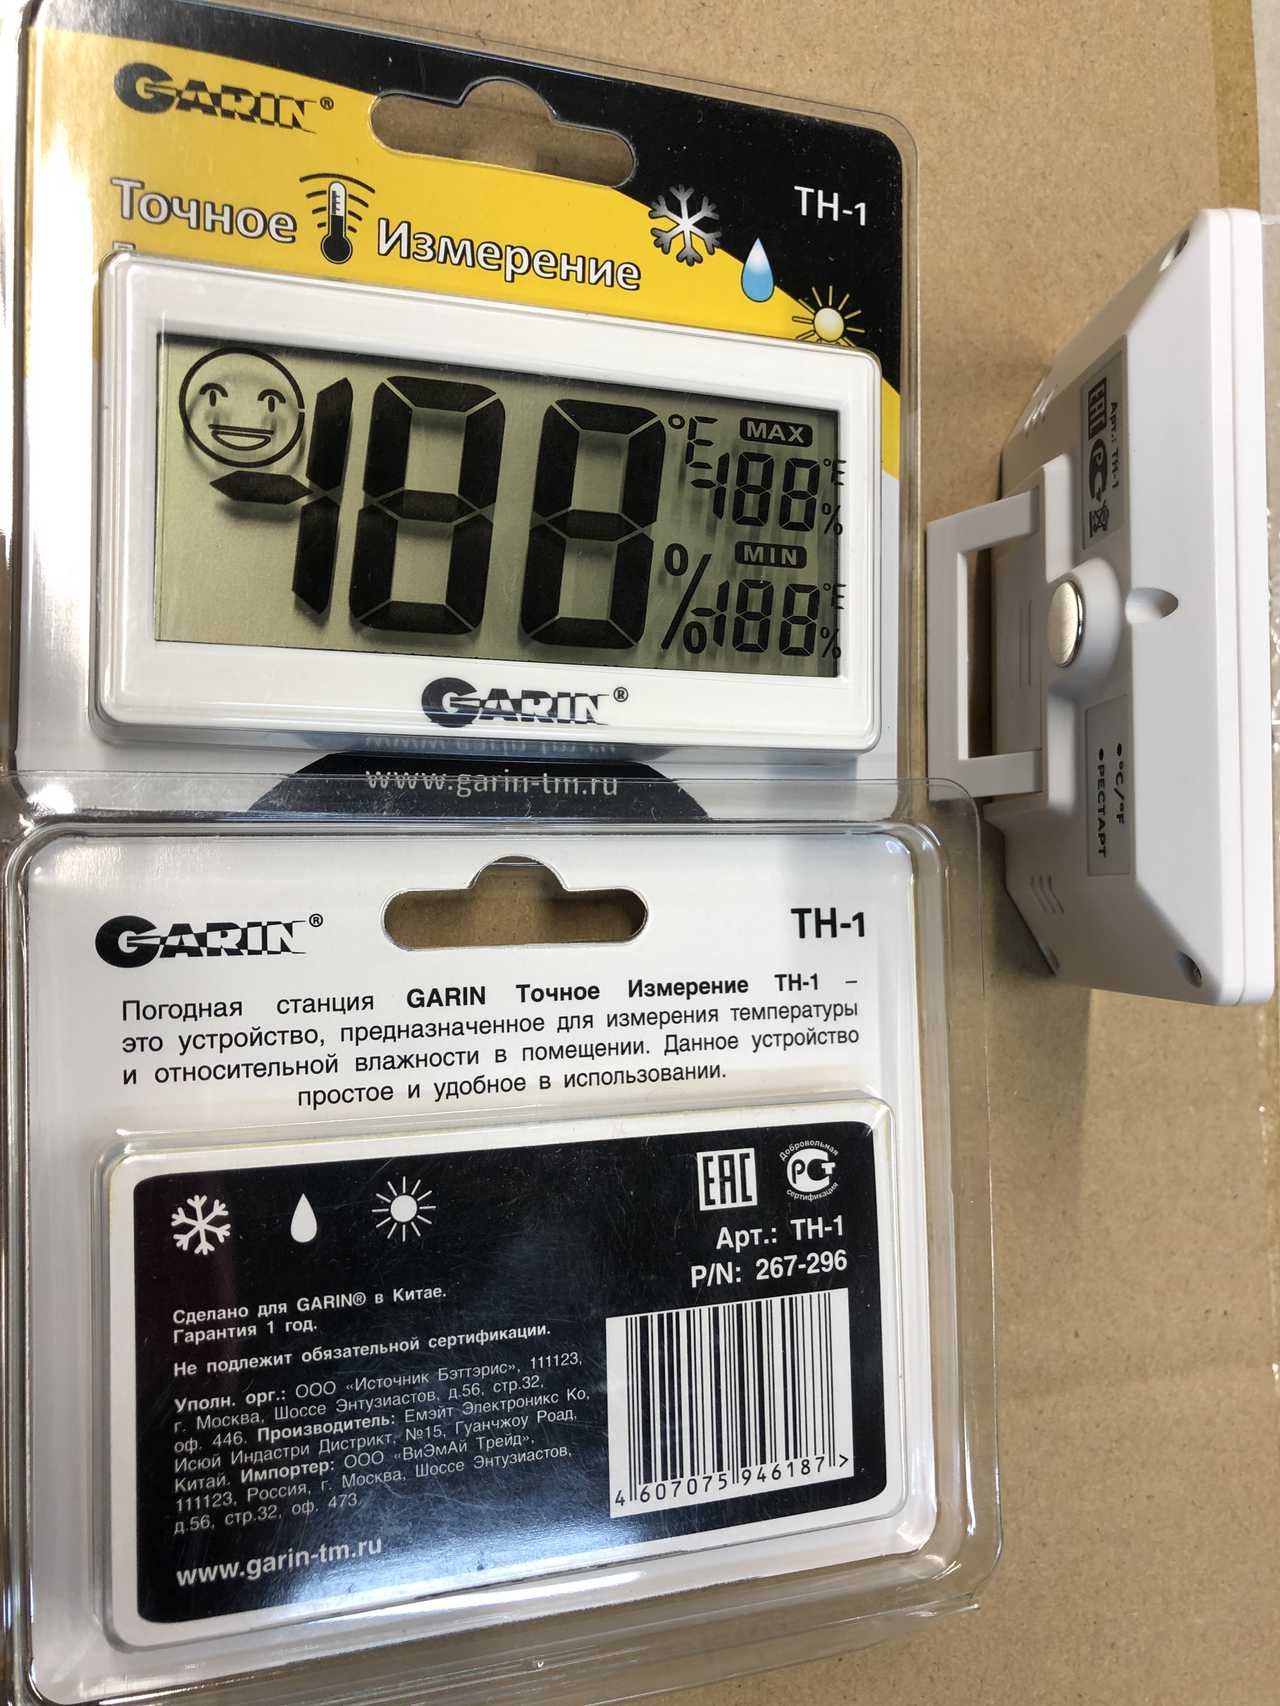 GARIN®
TH-1
Точное Измерение
°F MAX
-188 188 °F %
% MIN
188 °F %
GARIN®
www.garin-tm.ru
Арт.: TH-1
EAC PCT
°C/°F
РЕСТАРТ
GARIN®
TH-1
Погодная станция GARIN Точное Измерение TH-1 –
это устройство, предназначенное для измерения температуры
и относительной влажности в помещении. Данное устройство
простое и удобное в использовании.
EAC
Добровольная
PCT
сертификация
Арт.: TH-1
P/N: 267-296
Сделано для GARIN® в Китае.
Гарантия 1 год.
Не подлежит обязательной сертификации.
Уполн. орг.: ООО «Источник Бэттэрис», 111123,
г. Москва, Шоссе Энтузиастов, д.56, стр.32,
оф. 446. Производитель: Емэйт Электроникс Ко,
Исюй Индастри Дистрикт, №15, Гуанчжоу Роад,
Китай. Импортер: ООО «ВиЭмАй Трейд»,
111123, Россия, г. Москва, Шоссе Энтузиастов,
д.56, стр.32, оф. 473.
4 607075 946187 >
www.garin-tm.ru